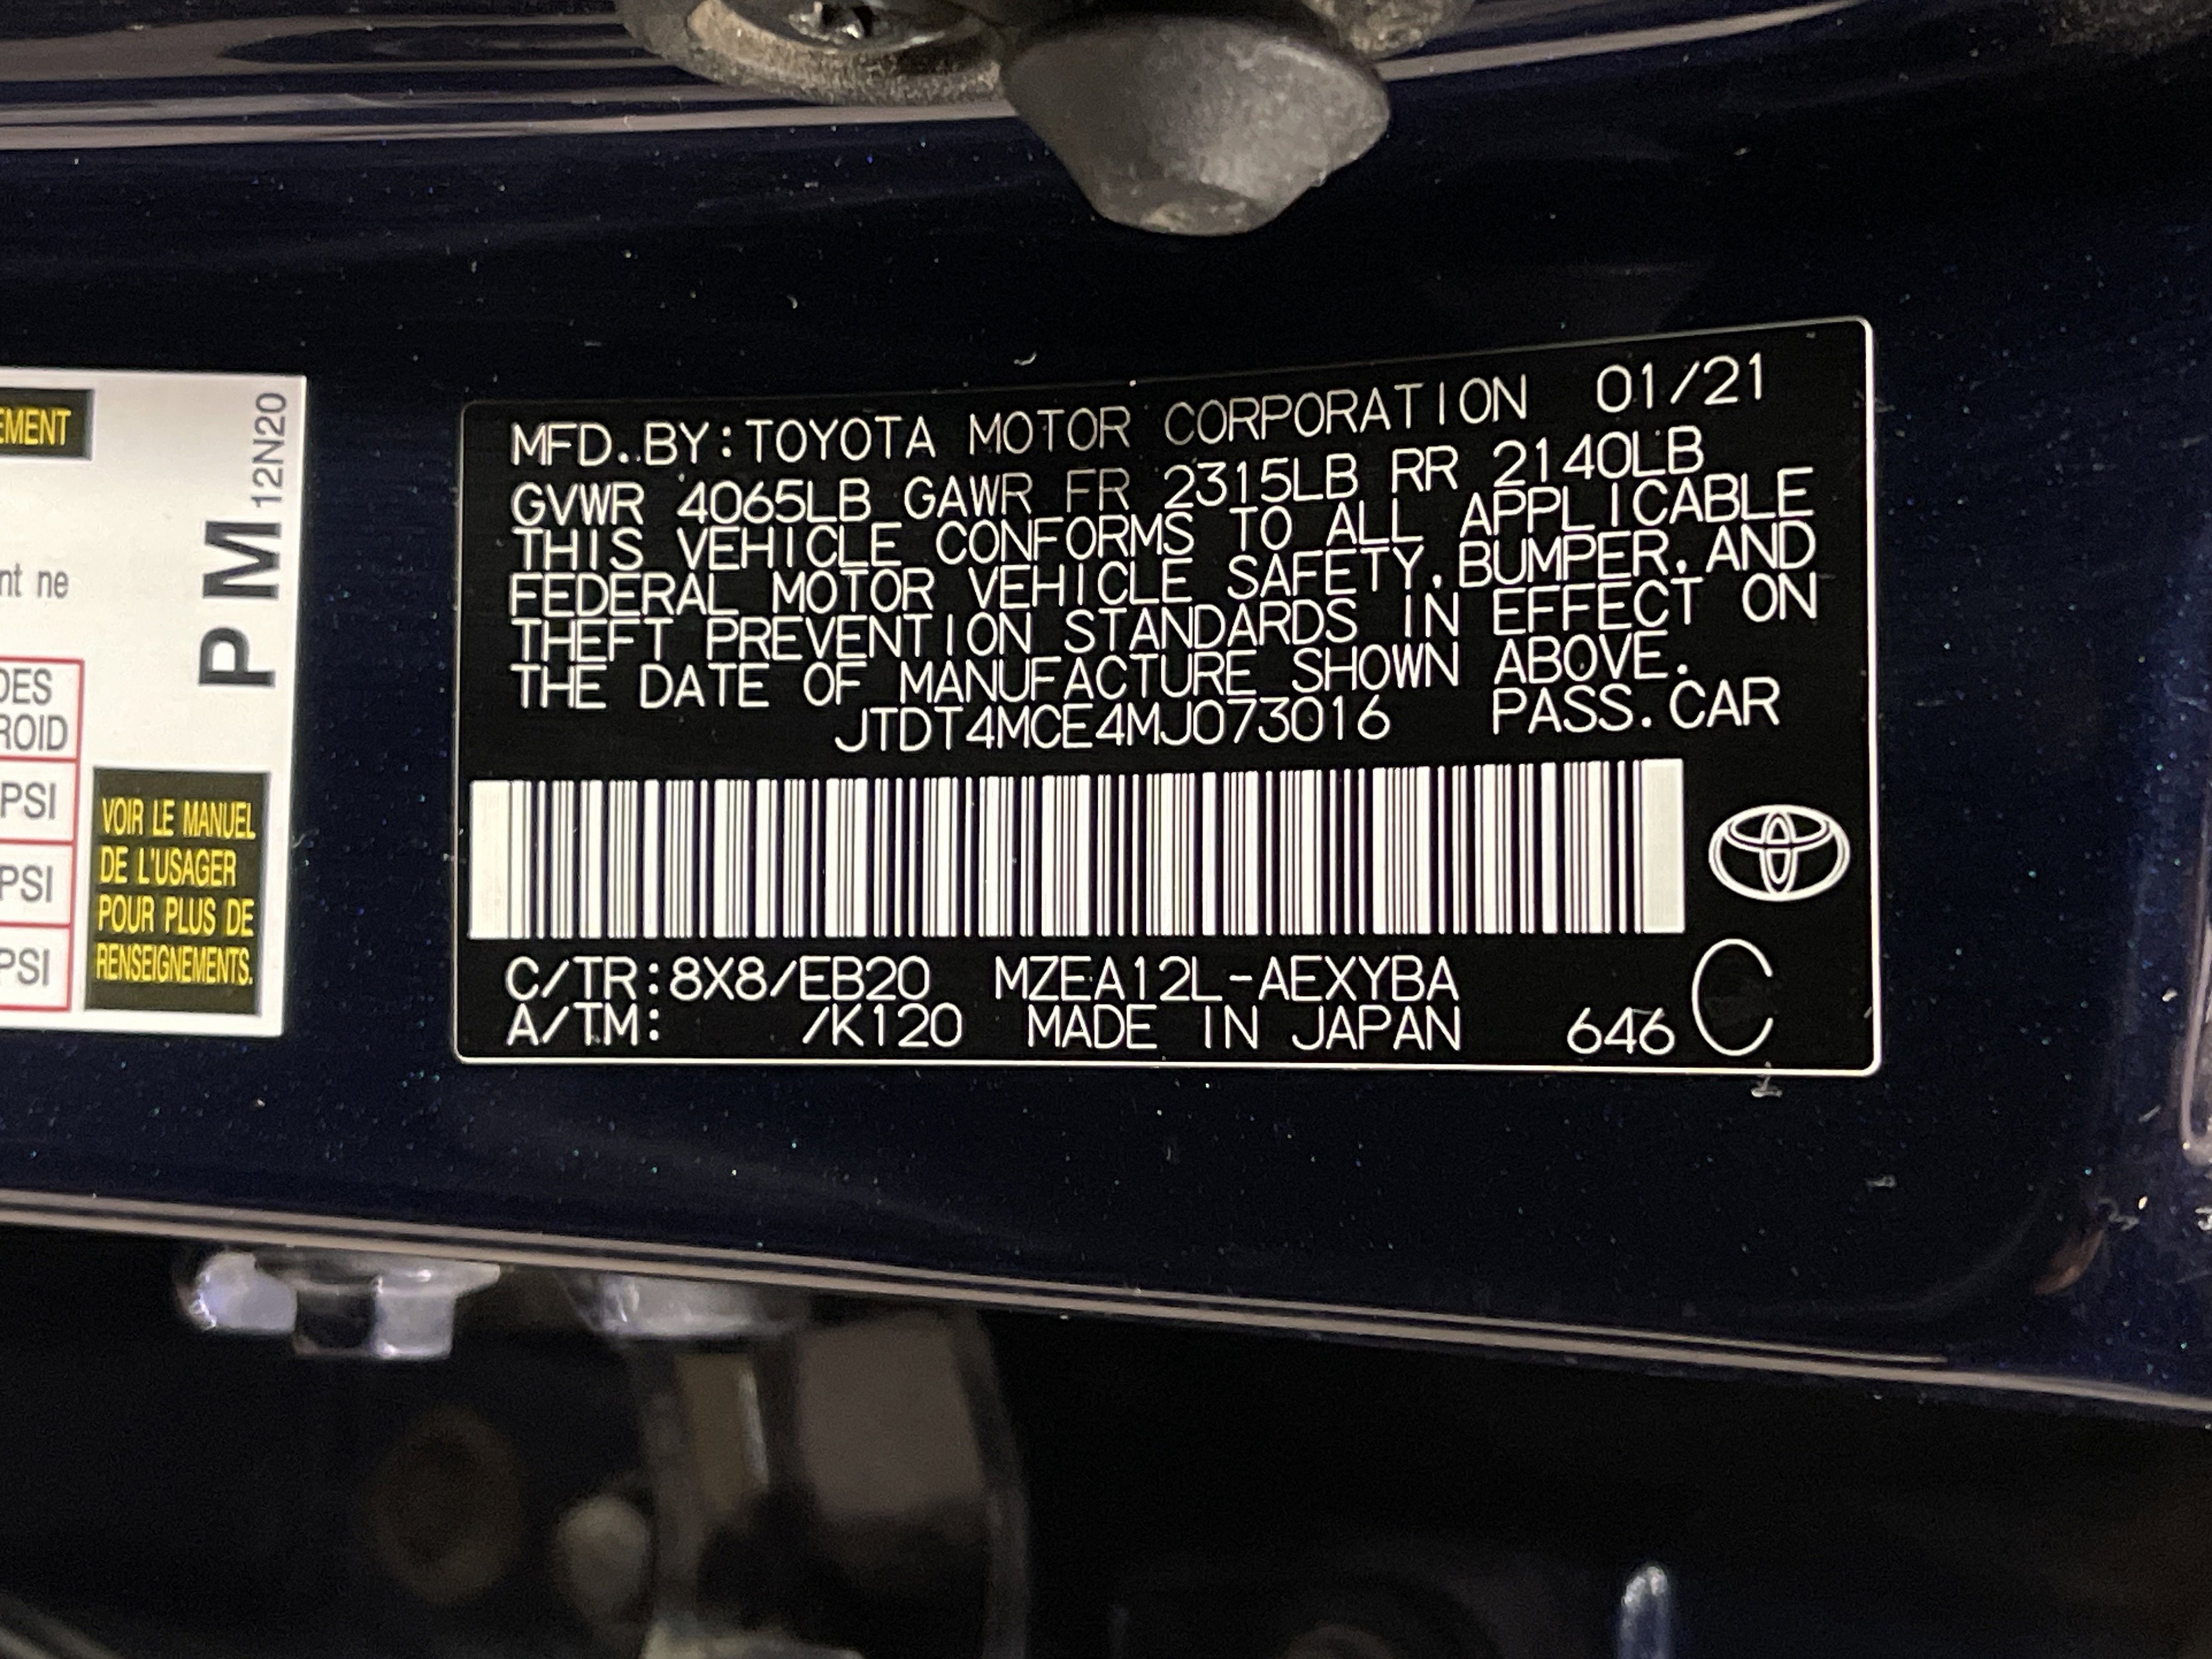 EMENT
nt ne
DES
ROID
PSI
PSI
PSI
P M 12N20
VOIR LE MANUEL
DE L'USAGER
POUR PLUS DE
RENSEIGNEMENTS.
MFD. BY:TOYOTA MOTOR CORPORATION 01/21
GVWR 4065LB GAWR FR 2315LB RR 2140LB
THIS VEHICLE CONFORMS TO ALL APPLICABLE
FEDERAL MOTOR VEHICLE SAFETY, BUMPER, AND
THEFT PREVENTION STANDARDS IN EFFECT ON
THE DATE OF MANUFACTURE SHOWN ABOVE.
JTDT4MCE4MJ073016 PASS.CAR
C/TR:8X8/EB20 MZEA12L-AEXYBA
A/TM: /K120 MADE IN JAPAN 646 C